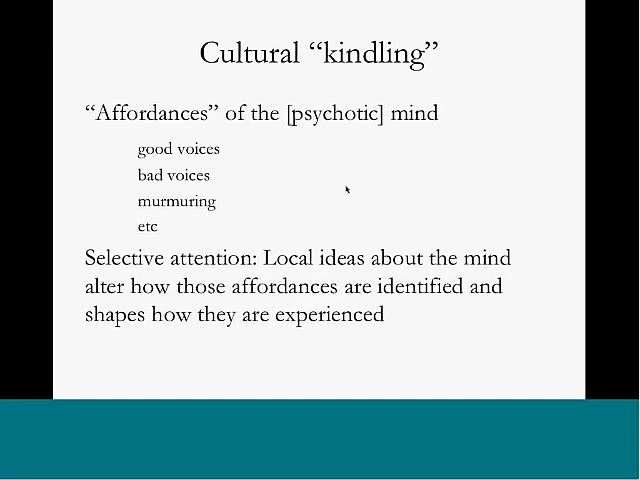 Cultural “kindling”
“Affordances” of the [psychotic] mind
good voices
bad voices
murmuring
etc
Selective attention: Local ideas about the mind
alter how those affordances are identified and
shapes how they are experienced